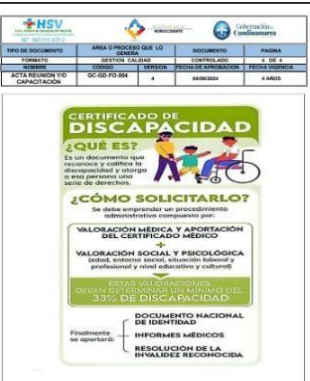 HSV
Gobernación de
Cundinamarca
TIPO DE DOCUMENTO
AREA O PROCESO QUE LO GENERA
DOCUMENTO
PAGINA
FORMATO
GESTION CALIDAD
CONTROLADO
4 DE 4
NOMBRE
CODIGO
VERSION
FECHA DE APROBACION
FECHA VIGENCIA
ACTA REUNION Y/O CAPACITACIÓN
GC-GD-FO-004
4
04/08/2024
4 AÑOS
CERTIFICADO DE
DISCAPACIDAD
¿QUÉ ES?
Es un documento que
reconoce y califica la
discapacidad y otorga
a esa persona una
serie de derechos.
¿CÓMO SOLICITARLO?
Se debe emprender un procedimiento
administrativo compuesto por:
VALORACIÓN MÉDICA Y APORTACIÓN
DEL CERTIFICADO MÉDICO
+
VALORACIÓN SOCIAL Y PSICOLÓGICA
(edad, entorno social, situación laboral y
profesional y nivel educativo y cultural)
ESTAS VALORACIONES
DEBEN DETERMINAR UN MÍNIMO DEL
33% DE DISCAPACIDAD
Finalmente
se aportará:
DOCUMENTO NACIONAL
DE IDENTIDAD
INFORMES MÉDICOS
RESOLUCIÓN DE LA
INVALIDEZ RECONOCIDA